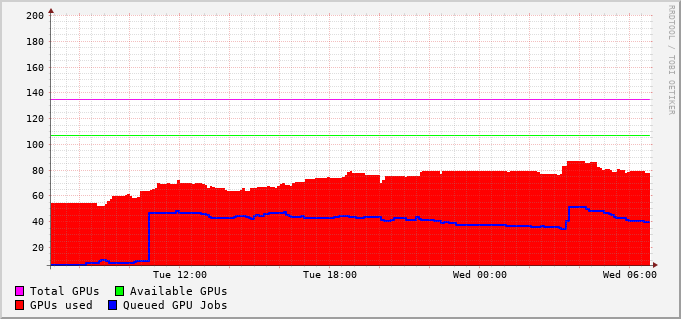 200
180
160
140
120
100
80
60
40
20
Tue 12:00 Tue 18:00 Wed 00:00 Wed 06:00
Total GPUs Available GPUs
GPUs used Queued GPU Jobs
RRDTOOL / TOBI OETIKER